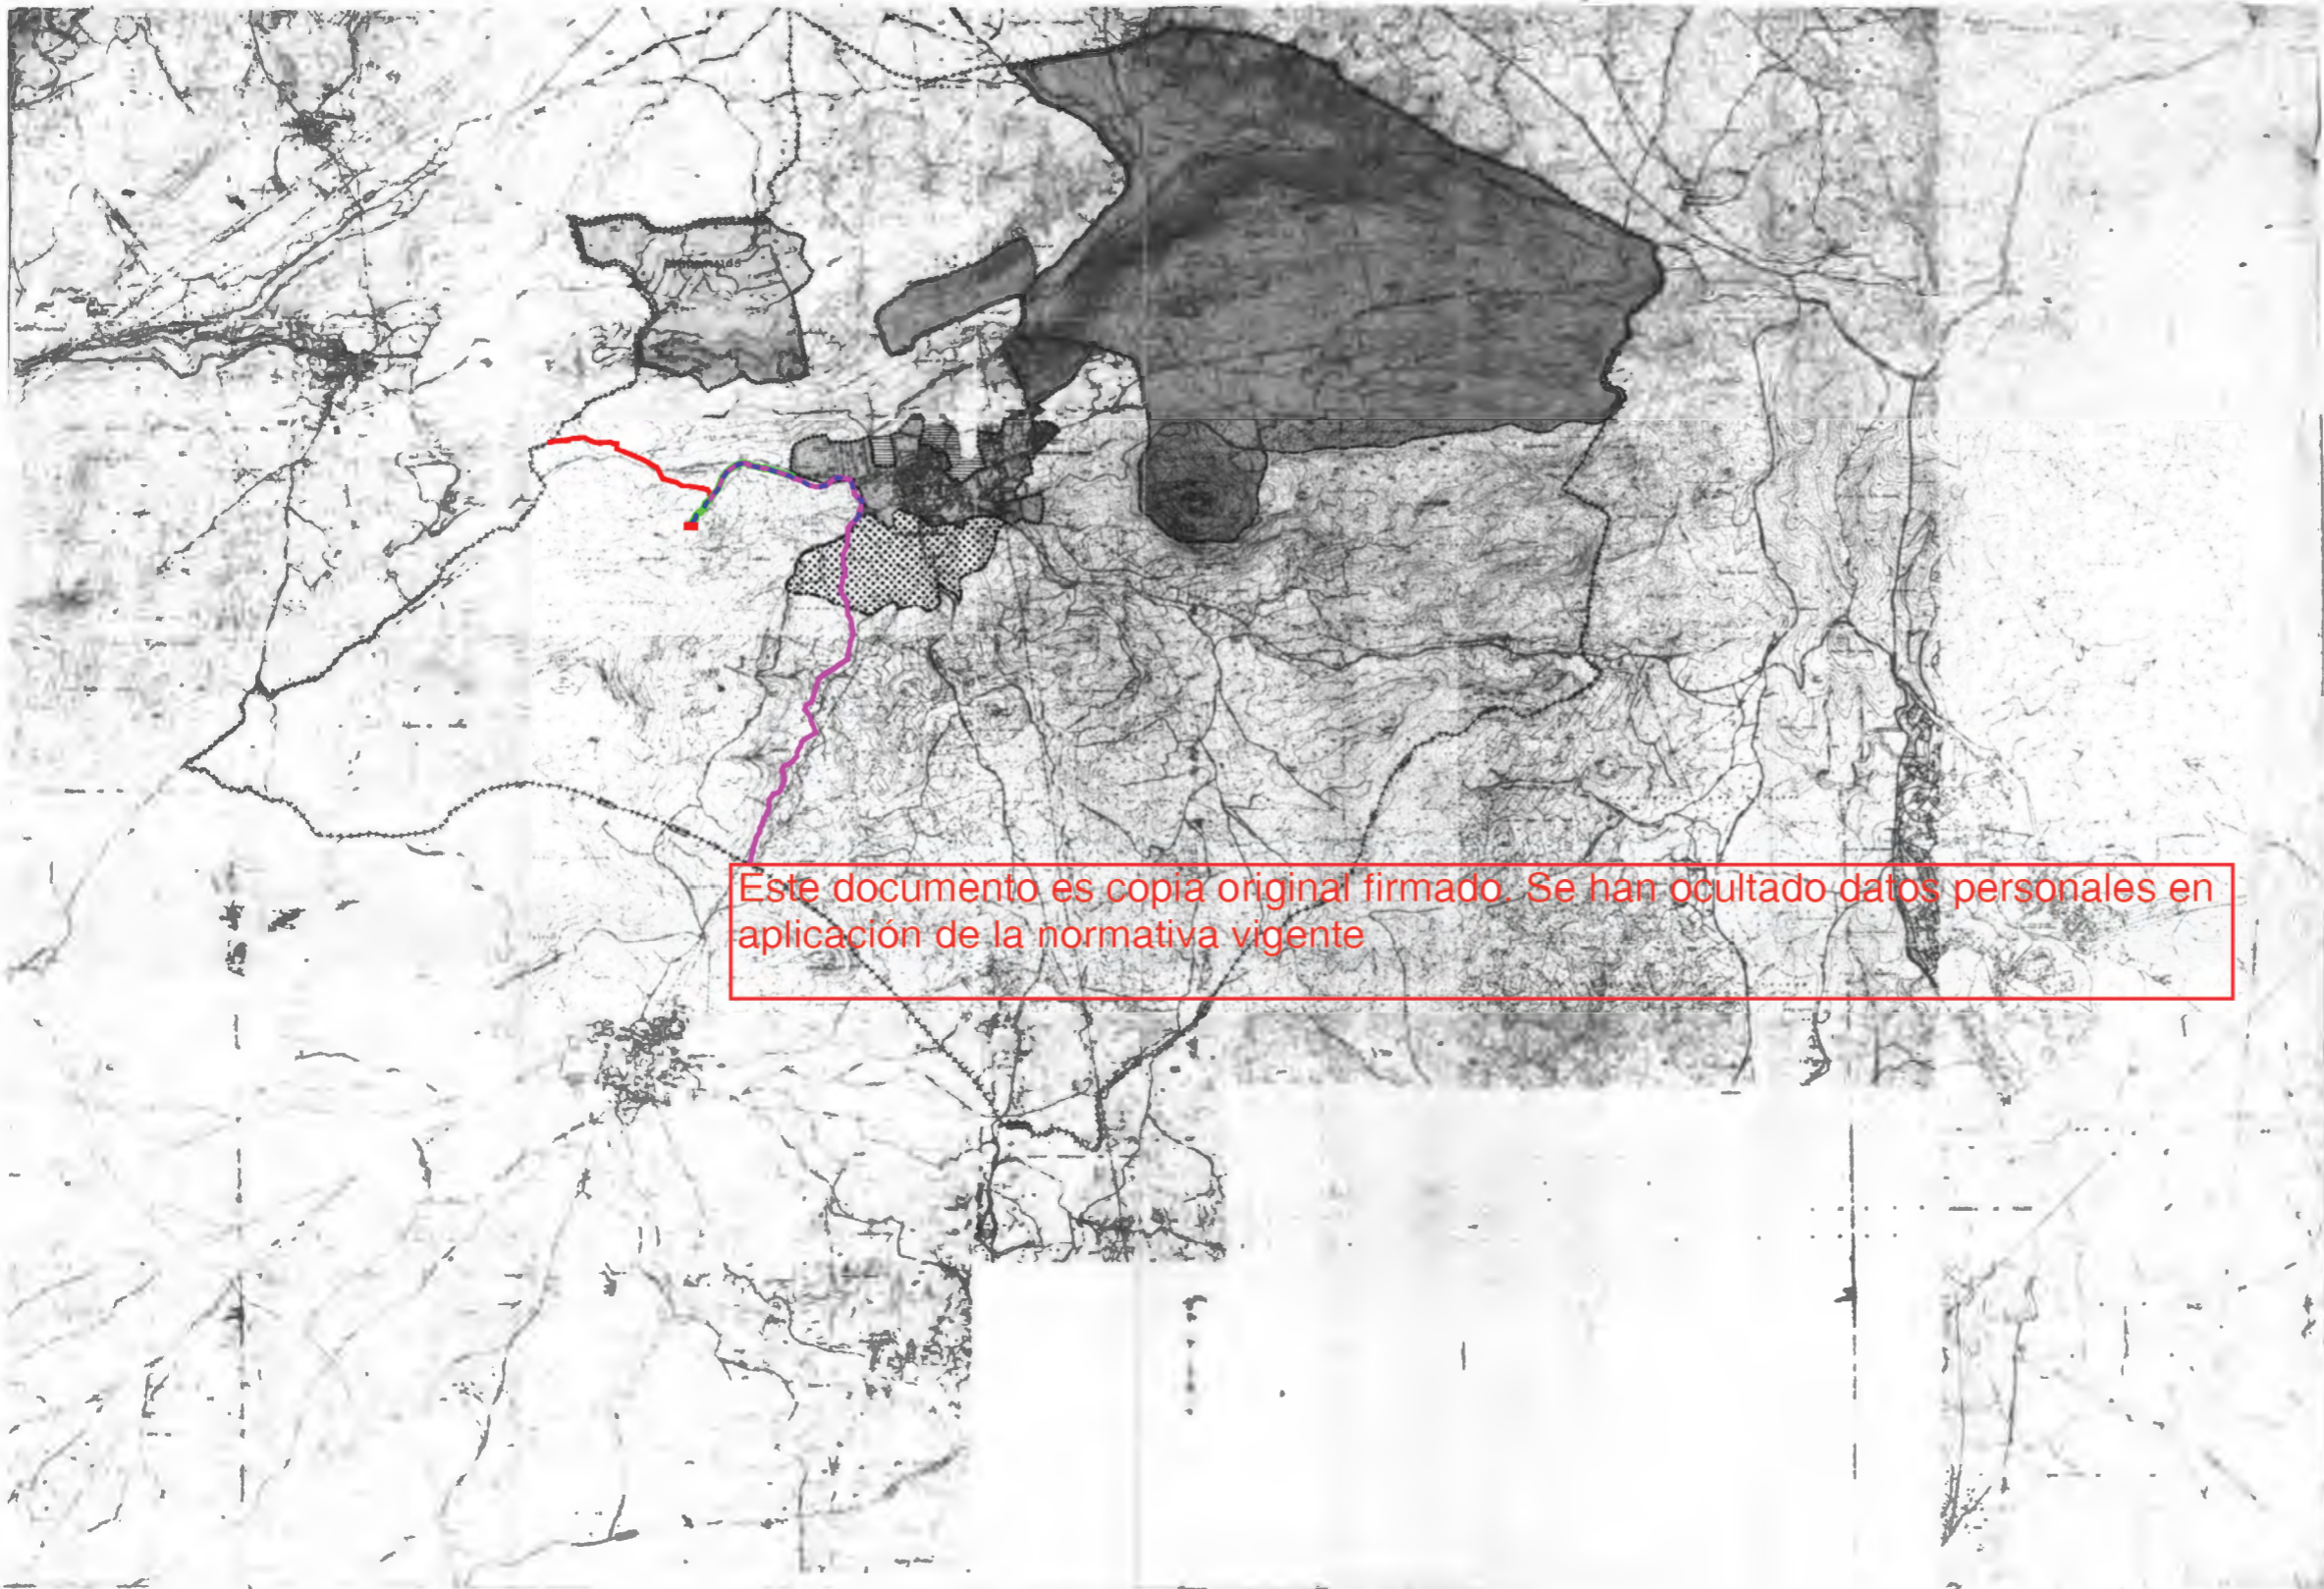 Este documento es copia original firmado. Se han ocultado datos personales en
aplicación de la normativa vigente